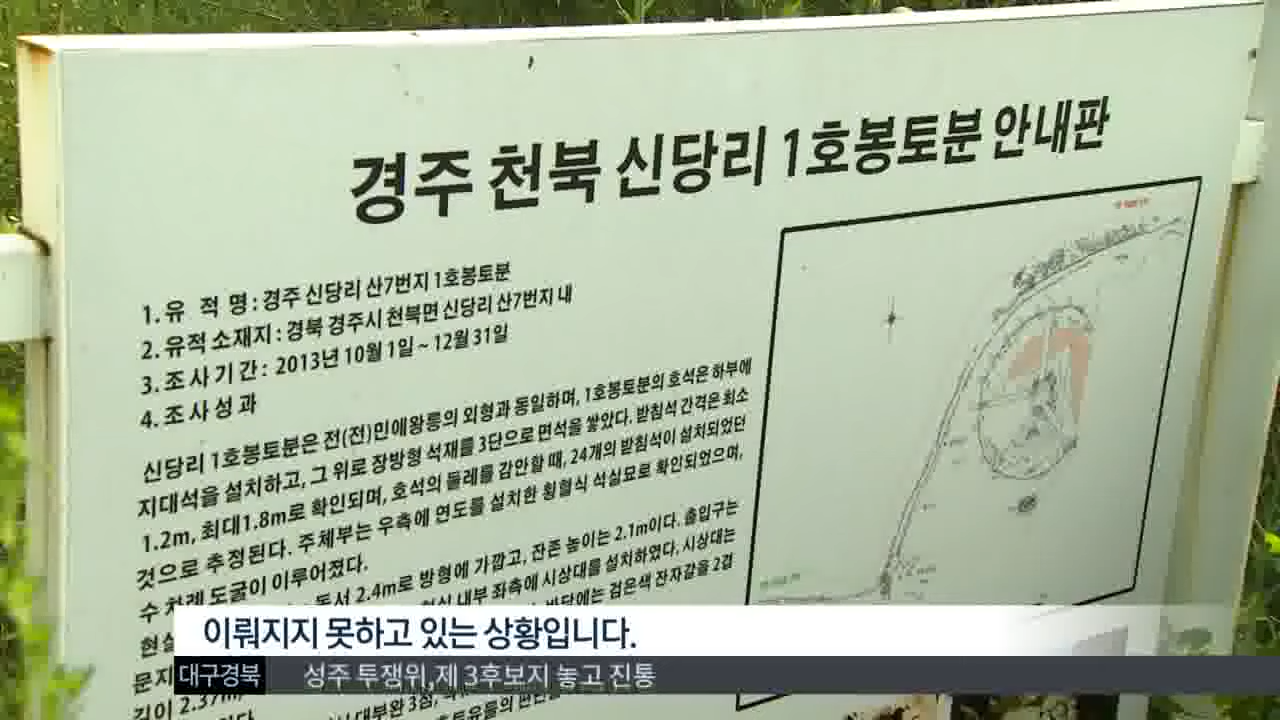 경주 천북 신당리 1호봉토분 안내판
1. 유 적 명 : 경주 신당리 산7번지 1호봉토분
2. 유적 소재지 : 경북 경주시 천북면 신당리 산7번지 내
3. 조 사 기 간 : 2013년 10월 1일 ~ 12월 31일
4. 조 사 성 과
신당리 1호봉토분은 전(전)민애왕릉의 외형과 동일하며, 1호봉토분의 호석은 하부에
지대석을 설치하고, 그 위로 장방형 석재를 3단으로 면석을 쌓았다. 받침석 간격은 최소
1.2m, 최대1.8m로 확인되며, 호석의 둘레를 감안할 때, 24개의 받침석이 설치되었던
것으로 추정된다. 주체부는 우측에 연도를 설치한 횡혈식 석실묘로 확인되었으며,
수 차례 도굴이 이루어졌다.
동서 2.4m로 방형에 가깝고, 잔존 높이는 2.1m이다. 출입구는
내부 좌측에 시상대를 설치하였다. 시상대는
바닥에는 검은색 잔자갈을 2겹
길이 2.37m,
대부완 3점,
이뤄지지 못하고 있는 상황입니다.
대구경북 성주 투쟁위,제 3후보지 놓고 진통